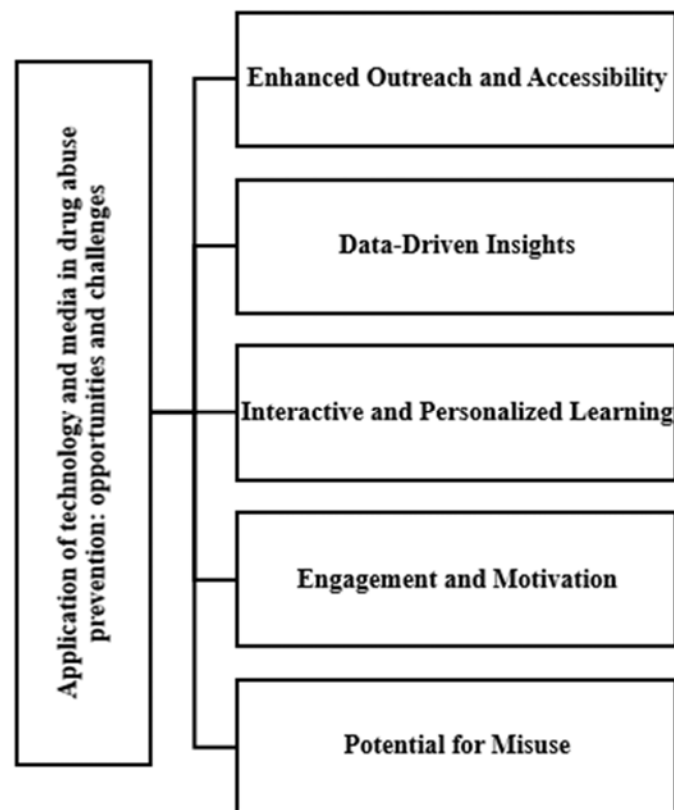 Application of technology and media in drug abuse
prevention: opportunities and challenges
Enhanced Outreach and Accessibility
Data-Driven Insights
Interactive and Personalized Learning
Engagement and Motivation
Potential for Misuse